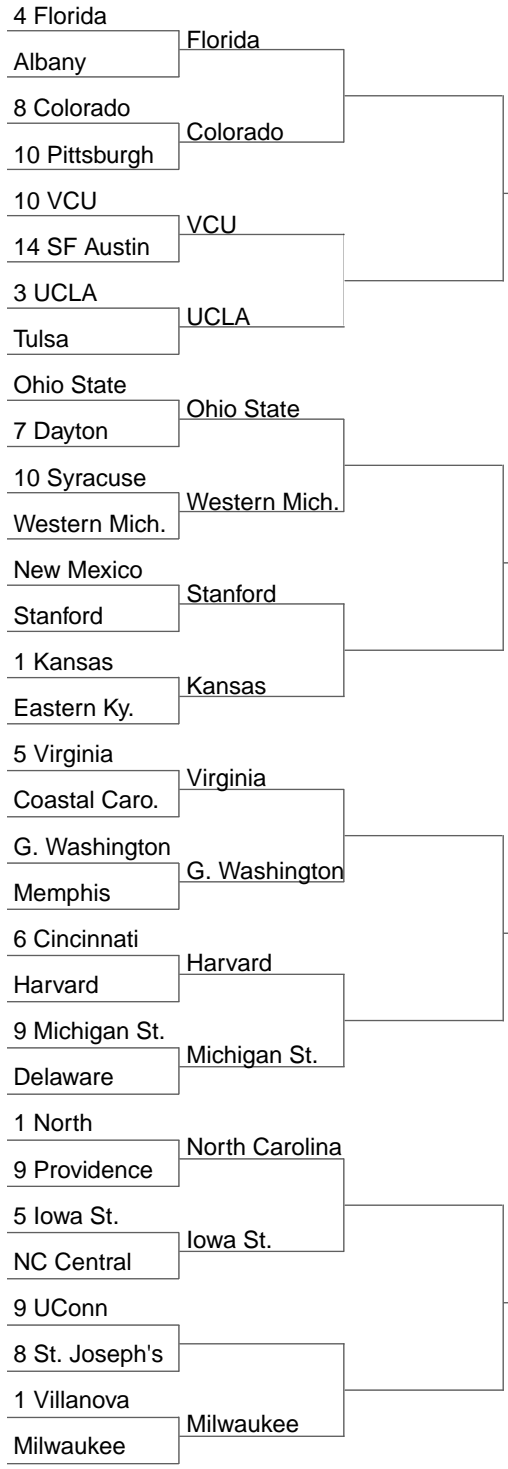 4 Florida
Florida
Albany
8 Colorado
Colorado
10 Pittsburgh
10 VCU
VCU
14 SF Austin
3 UCLA
UCLA
Tulsa
Ohio State
Ohio State
7 Dayton
10 Syracuse
Western Mich.
Western Mich.
New Mexico
Stanford
Stanford
1 Kansas
Kansas
Eastern Ky.
5 Virginia
Virginia
Coastal Caro.
G. Washington
G. Washington
Memphis
6 Cincinnati
Harvard
Harvard
9 Michigan St.
Michigan St.
Delaware
1 North
North Carolina
9 Providence
5 Iowa St.
Iowa St.
NC Central
9 UConn
8 St. Joseph's
1 Villanova
Milwaukee
Milwaukee